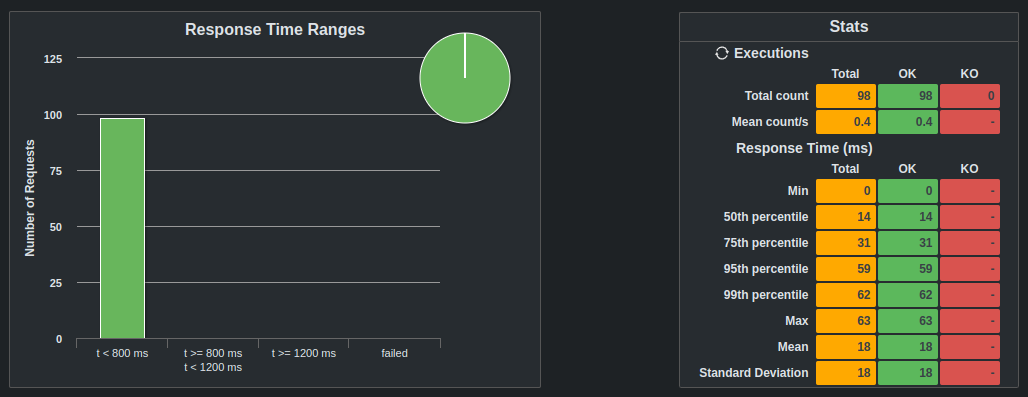 Response Time Ranges
125
100
75
50
25
0
Number of Requests
t < 800 ms
t >= 800 ms
t < 1200 ms
t >= 1200 ms
failed
Stats
Executions
Total OK KO
Total count 98 98 0
Mean count/s 0.4 0.4 -
Response Time (ms)
Total OK KO
Min 0 0 -
50th percentile 14 14 -
75th percentile 31 31 -
95th percentile 59 59 -
99th percentile 62 62 -
Max 63 63 -
Mean 18 18 -
Standard Deviation 18 18 -